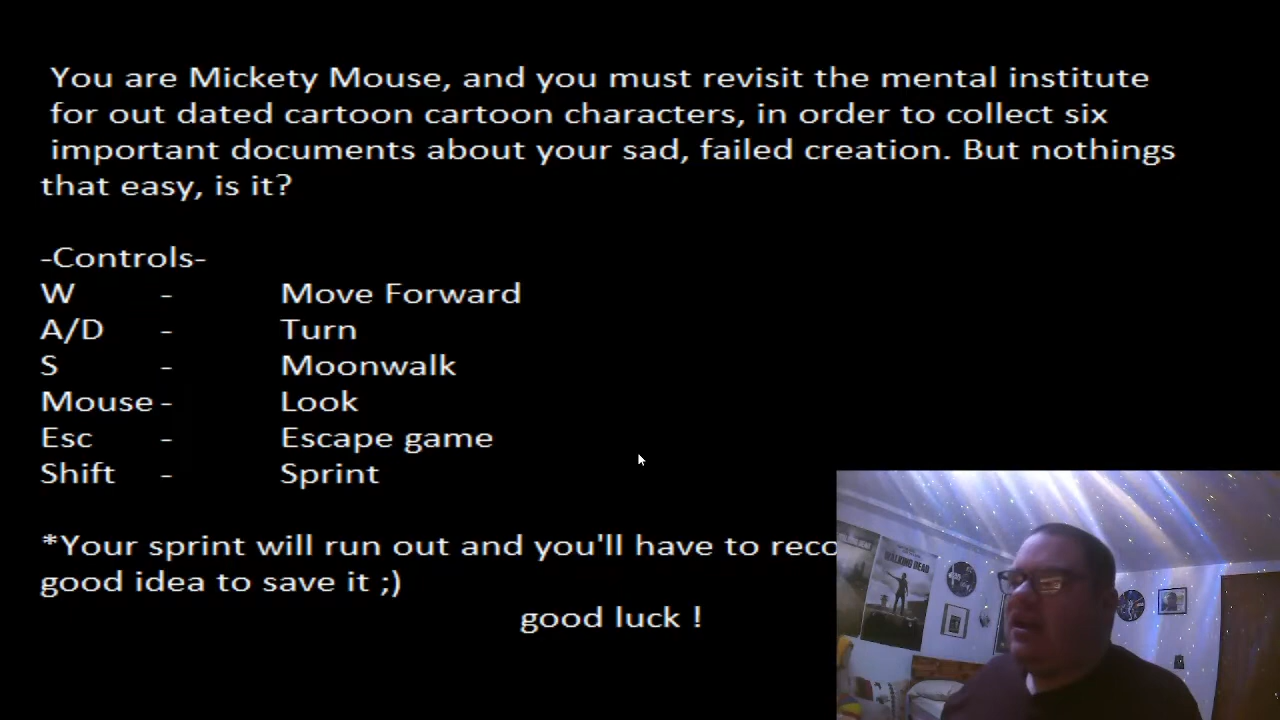 You are Mickety Mouse, and you must revisit the mental institute
for out dated cartoon cartoon characters, in order to collect six
important documents about your sad, failed creation. But nothings
that easy, is it?
-Controls-
W - Move Forward
A/D - Turn
S - Moonwalk
Mouse - Look
Esc - Escape game
Shift - Sprint
*Your sprint will run out and you'll have to reco
good idea to save it ;)
good luck !
WALKING DEAD